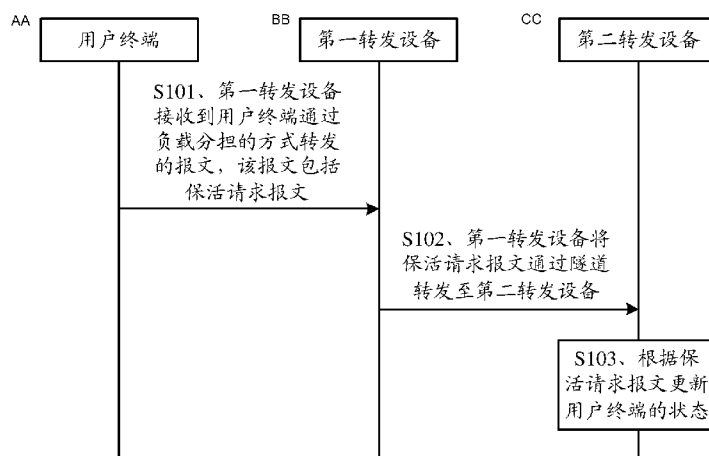 AA
用户终端
BB
第一转发设备
CC
第二转发设备
S101、第一转发设备
接收到用户终端通过
负载分担的方式转发
的报文，该报文包括
保活请求报文
S102、第一转发设备将
保活请求报文通过隧道
转发至第二转发设备
S103、根据保
活请求报文更新
用户终端的状态